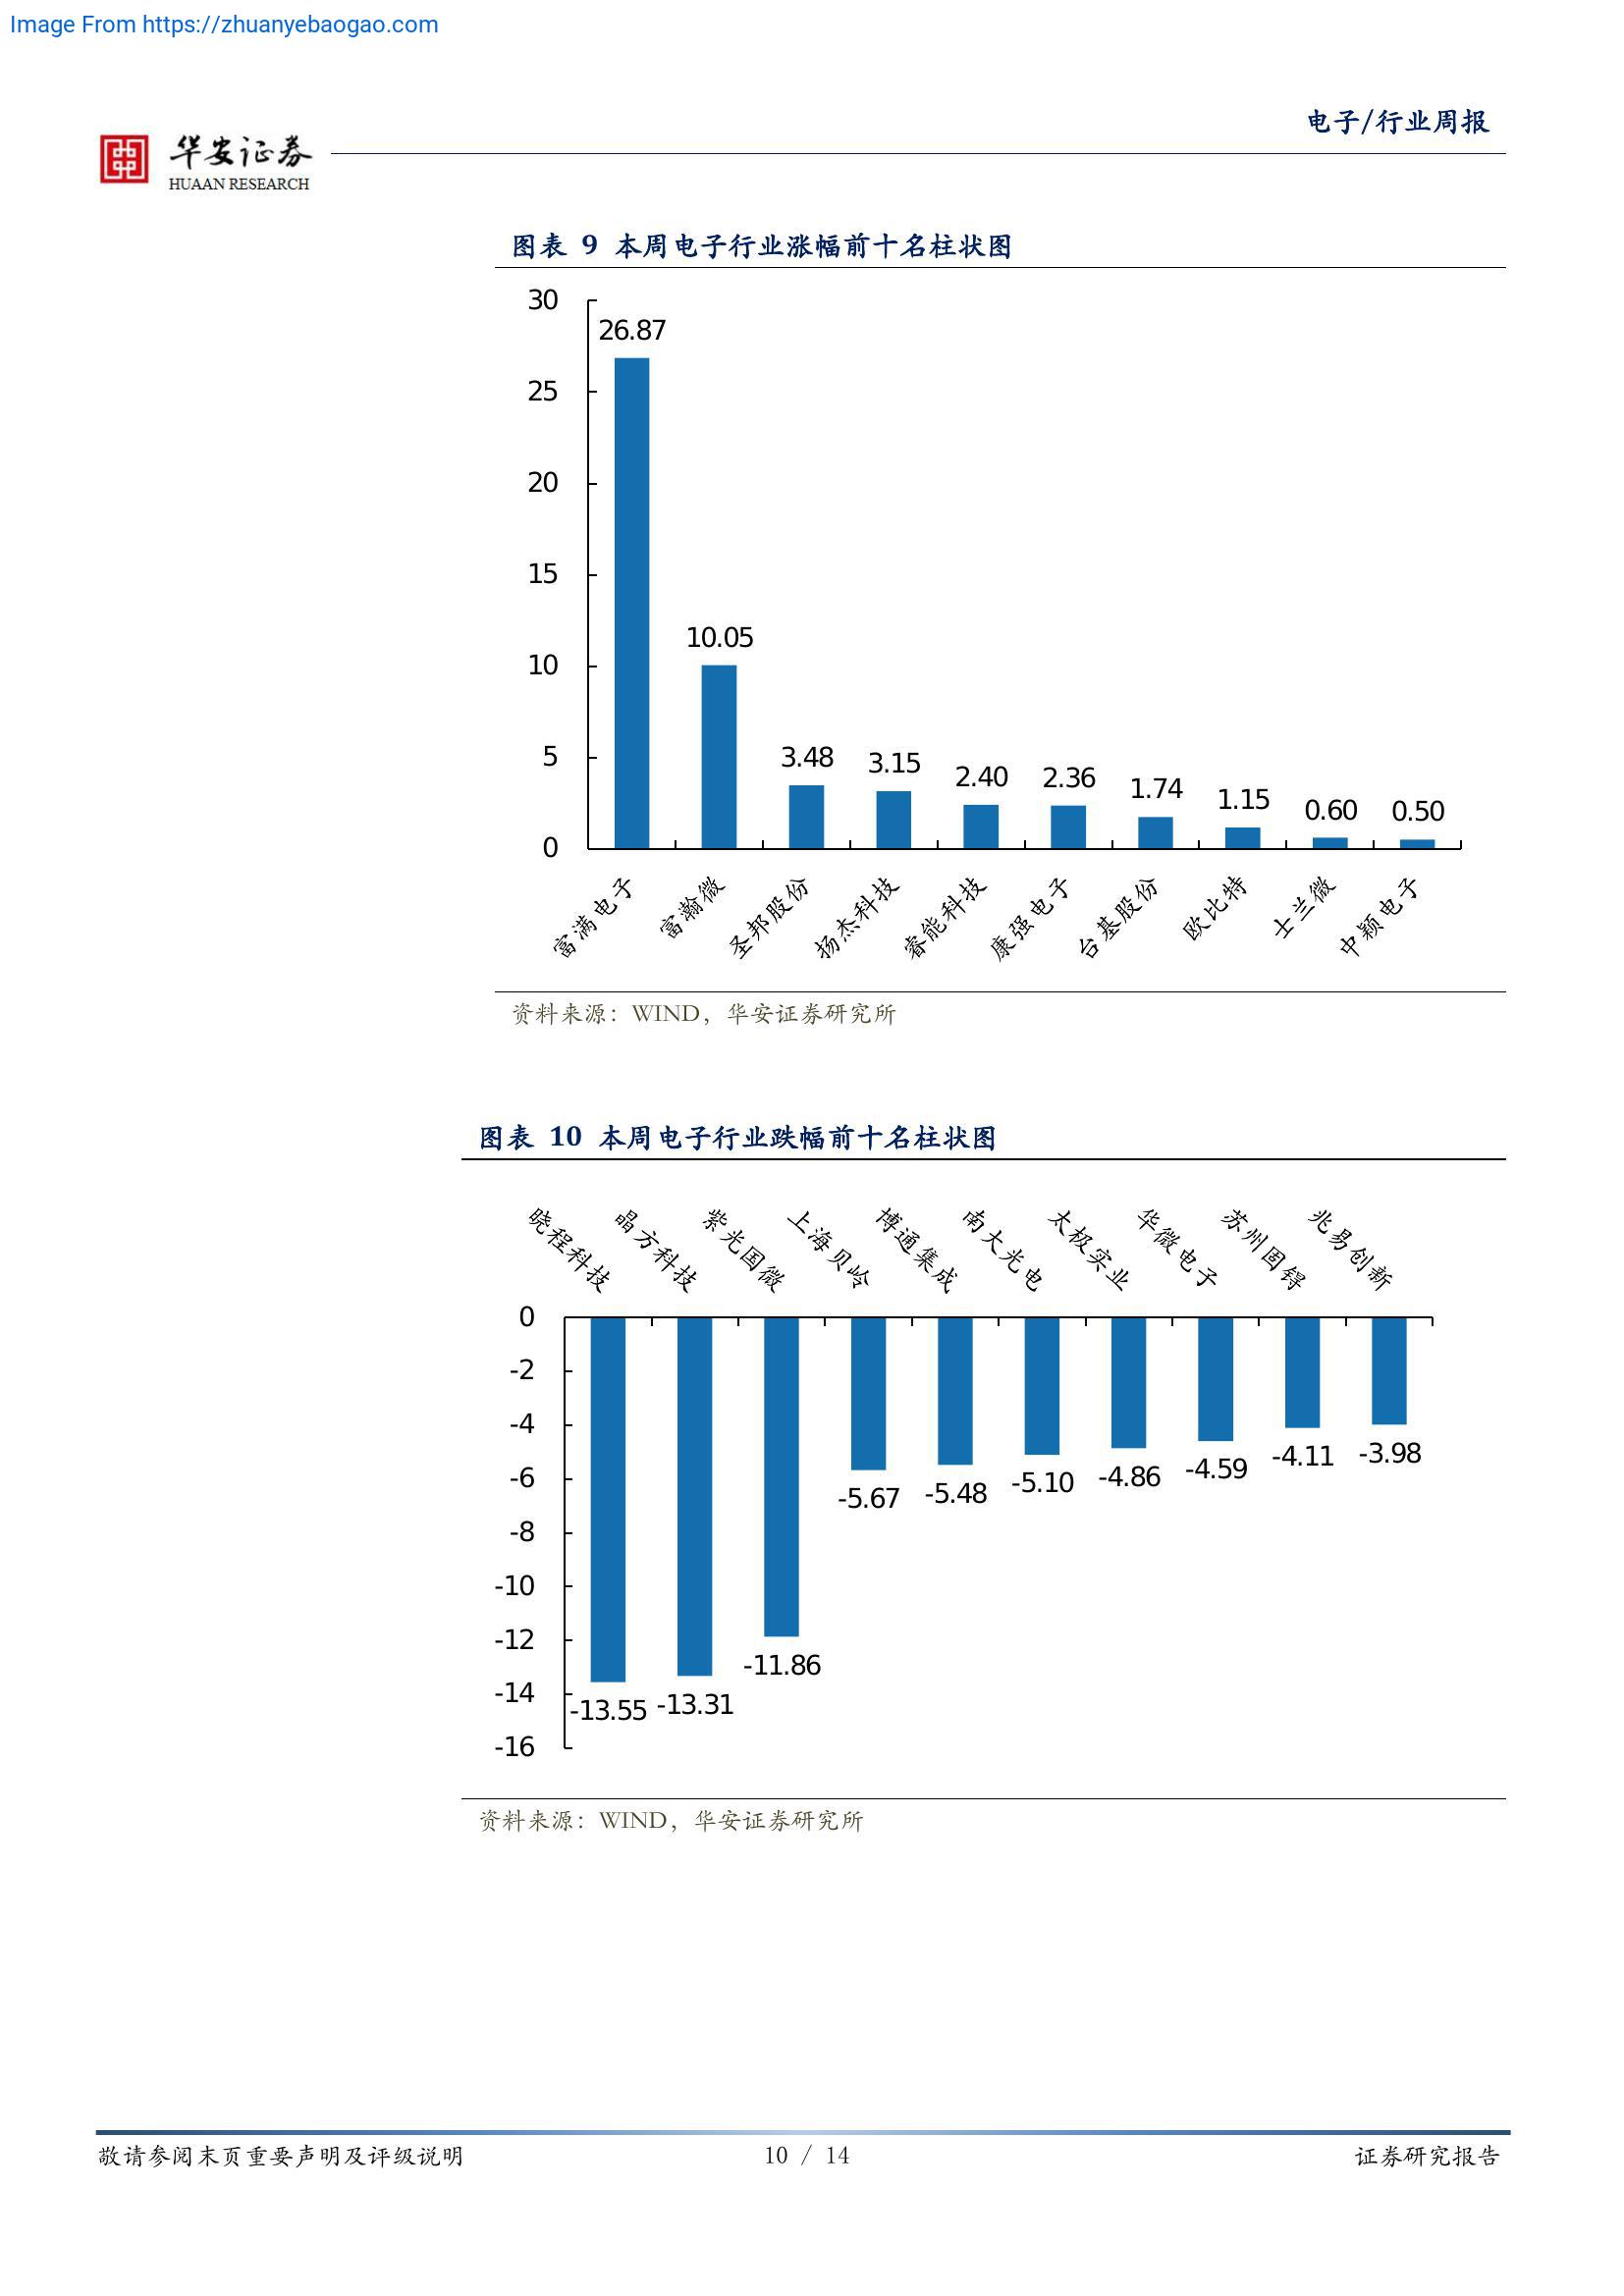 Image From https://zhuanyebaogao.com
电子/行业周报
华安证券
HUAAN RESEARCH
图表 9 本周电子行业涨幅前十名柱状图
30
25
20
15
10
5
0
26.87
10.05
3.48
3.15
2.40
2.36
1.74
1.15
0.60
0.50
富满电子
富瀚微
圣邦股份
扬杰科技
睿能科技
康强电子
台基股份
欧比特
士兰微
中颖电子
资料来源：WIND，华安证券研究所
图表 10 本周电子行业跌幅前十名柱状图
晓程科技
晶方科技
紫光国微
上海贝岭
博通集成
南大光电
太极实业
华微电子
苏州固锝
兆易创新
0
-2
-4
-6
-8
-10
-12
-14
-16
-13.55
-13.31
-11.86
-5.67
-5.48
-5.10
-4.86
-4.59
-4.11
-3.98
资料来源：WIND，华安证券研究所
敬请参阅末页重要声明及评级说明
10 / 14
证券研究报告